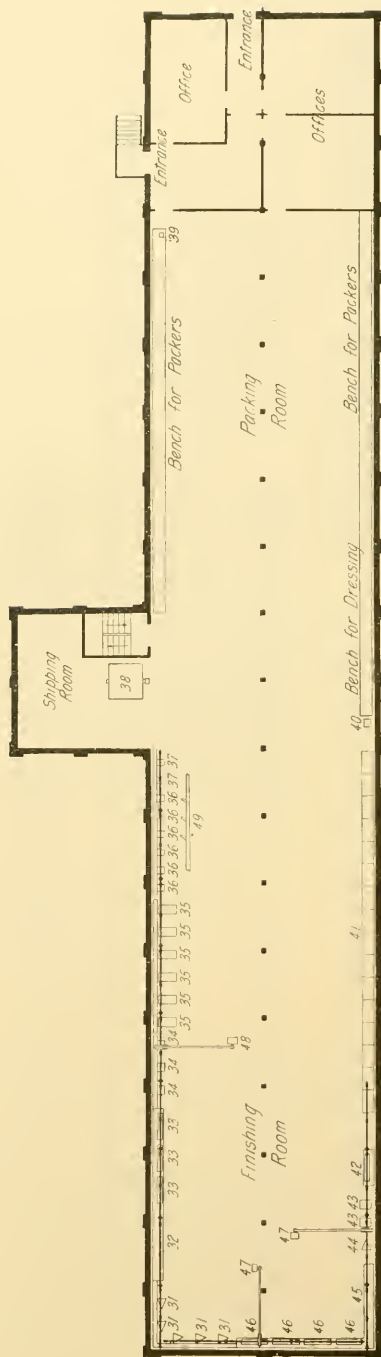 Shipping
Room
38
Entrance
Office
Entrance
Offices
31 31 32 33 33 33 34 34 34 35 35 35 35 35 35 36 36 36 36 36 37 37
49
Bench for Packers
39
31
31
48
47
47
46
46
46
46
Finishing
Room
Packing
Room
45 44 43 43 42 41 40
Bench for Dressing
Bench for Packers